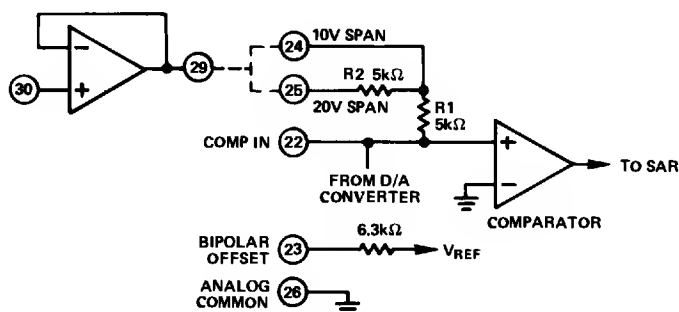 24 10V SPAN
− 29 R2 5kΩ
30 + 25 R1
20V SPAN 5kΩ
COMP IN 22 +
TO SAR
FROM D/A −
CONVERTER
COMPARATOR
6.3kΩ
BIPOLAR
OFFSET 23 VREF
ANALOG
COMMON 26